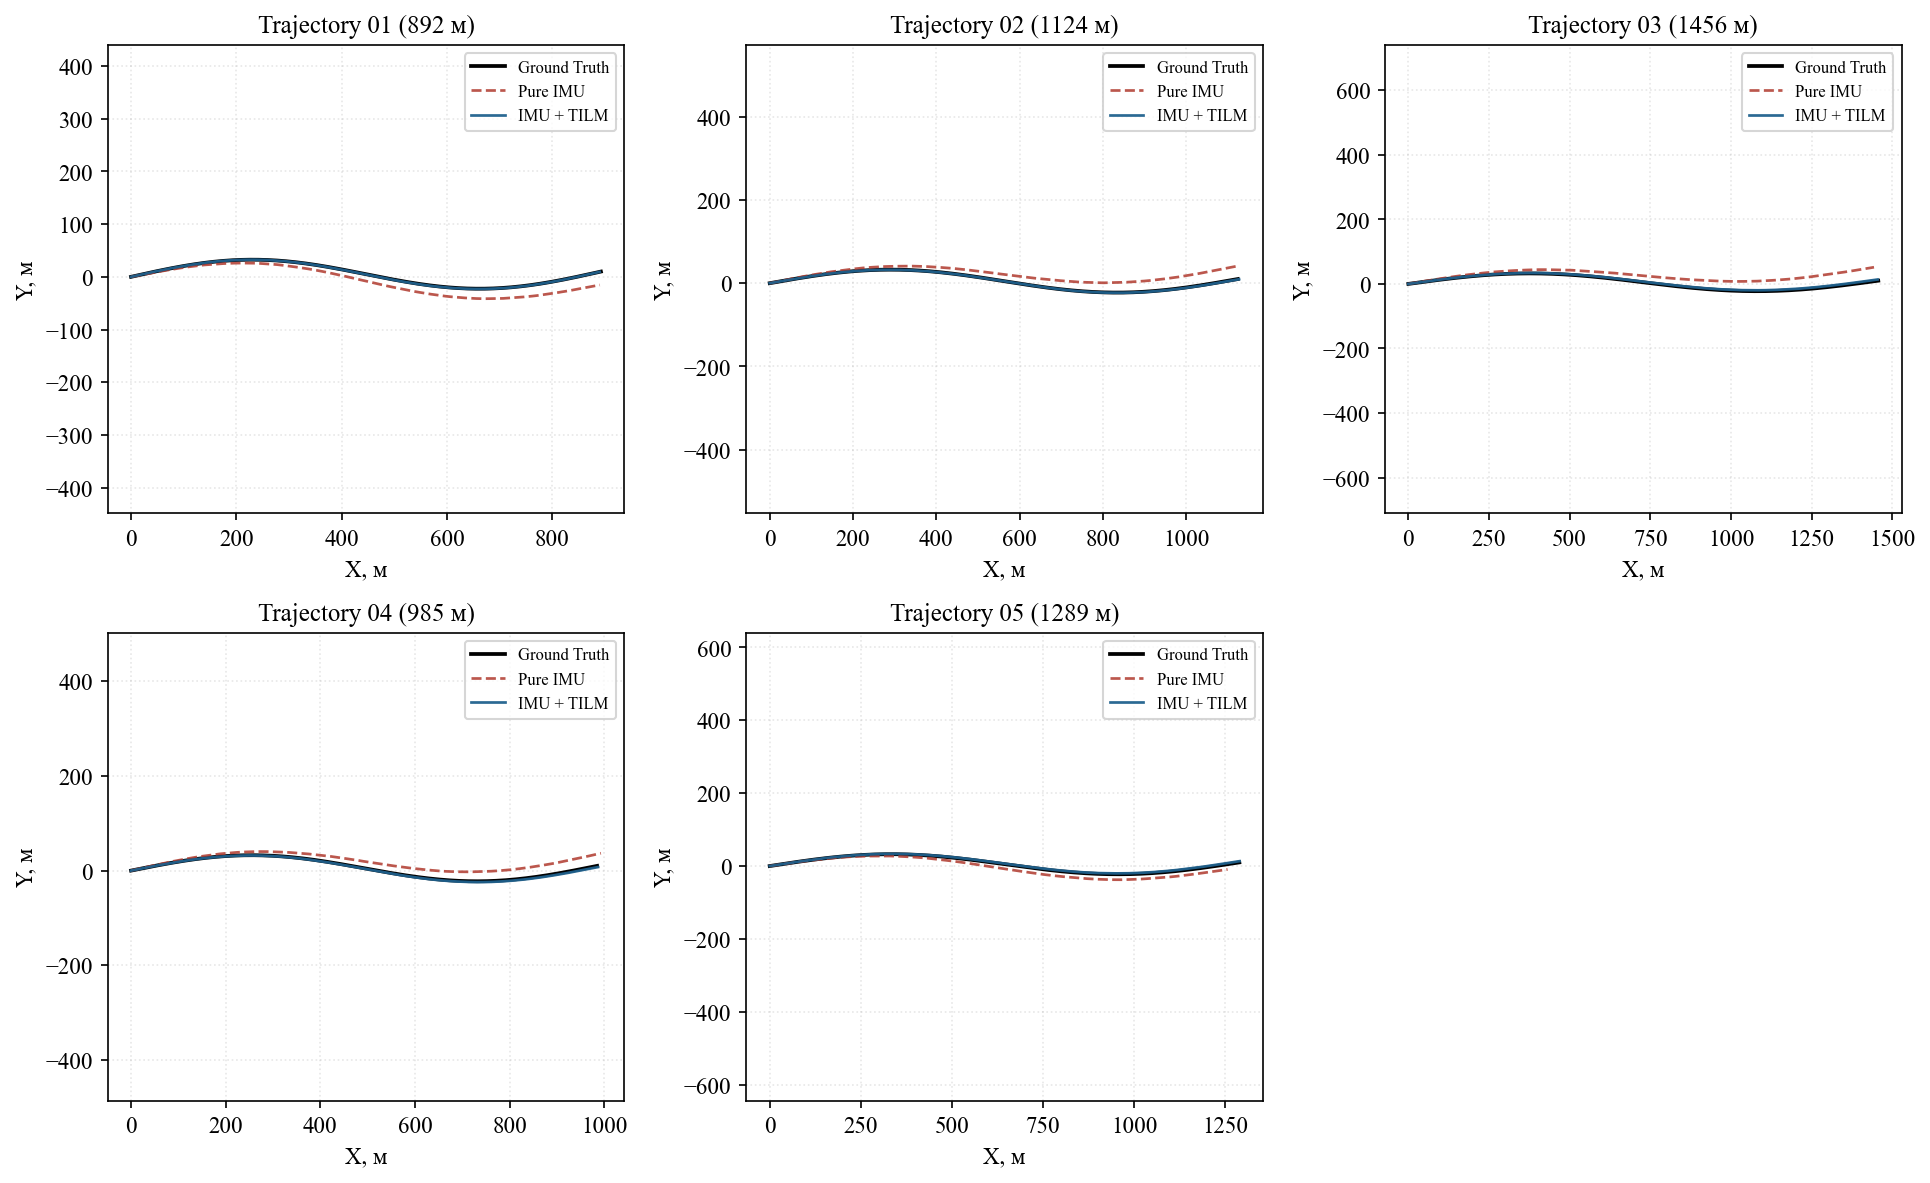 Trajectory 01 (892 м)
400
300
200
100
0
−100
−200
−300
−400
Y, м
0 200 400 600 800
X, м
Ground Truth
Pure IMU
IMU + TILM
Trajectory 02 (1124 м)
400
200
0
−200
−400
Y, м
0 200 400 600 800 1000
X, м
Ground Truth
Pure IMU
IMU + TILM
Trajectory 03 (1456 м)
600
400
200
0
−200
−400
−600
Y, м
0 250 500 750 1000 1250 1500
X, м
Ground Truth
Pure IMU
IMU + TILM
Trajectory 04 (985 м)
400
200
0
−200
−400
Y, м
0 200 400 600 800 1000
X, м
Ground Truth
Pure IMU
IMU + TILM
Trajectory 05 (1289 м)
600
400
200
0
−200
−400
−600
Y, м
0 250 500 750 1000 1250
X, м
Ground Truth
Pure IMU
IMU + TILM